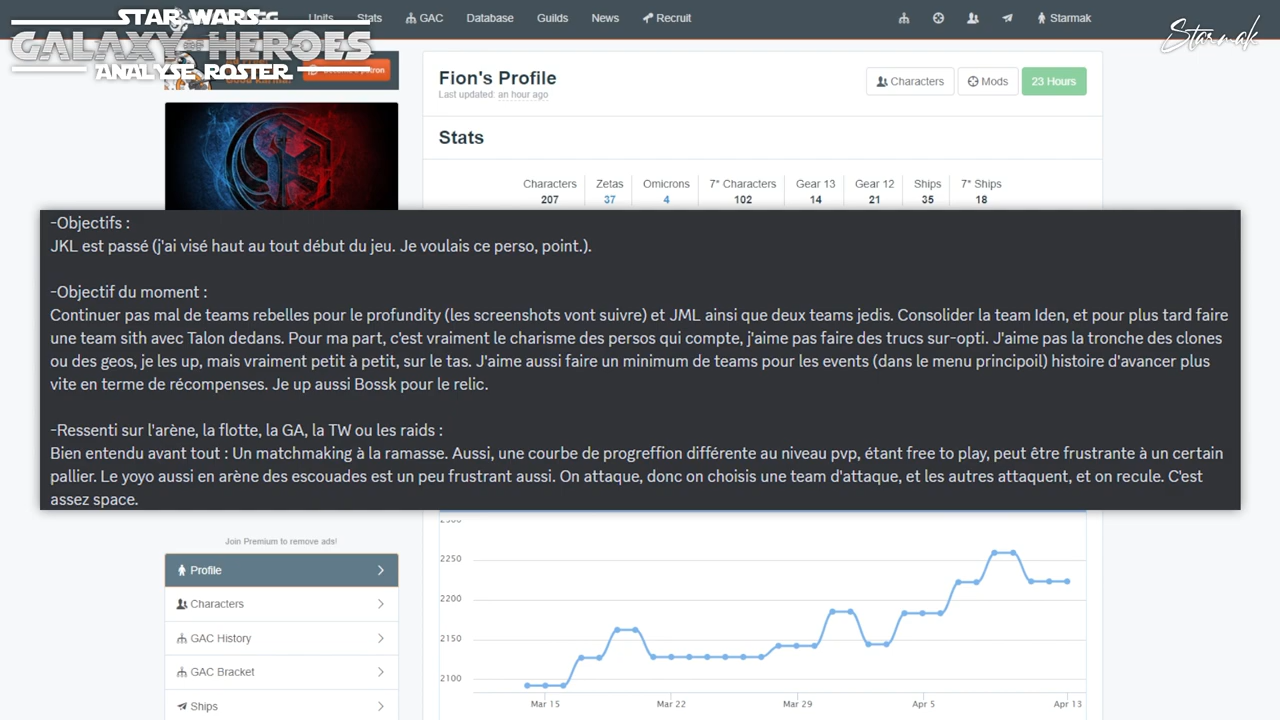 STAR WARS
GALAXY HEROES
ANALYSE ROSTER
Units Stats GAC Database Guilds News Recruit Starmak
Starmak
Fion's Profile
Last updated: an hour ago
Characters Mods 23 Hours
Stats
Characters Zetas Omicrons 7* Characters Gear 13 Gear 12 Ships 7* Ships
207 37 4 102 14 21 35 18
-Objectifs :
JKL est passé (j'ai visé haut au tout début du jeu. Je voulais ce perso, point.).
-Objectif du moment :
Continuer pas mal de teams rebelles pour le profundity (les screenshots vont suivre) et JML ainsi que deux teams jedis. Consolider la team Iden, et pour plus tard faire
une team sith avec Talon dedans. Pour ma part, c'est vraiment le charisme des persos qui compte, j'aime pas faire des trucs sur-opti. J'aime pas la tronche des clones
ou des geos, je les up, mais vraiment petit à petit, sur le tas. J'aime aussi faire un minimum de teams pour les events (dans le menu principoil) histoire d'avancer plus
vite en terme de récompenses. Je up aussi Bossk pour le relic.
-Ressenti sur l'arène, la flotte, la GA, la TW ou les raids :
Bien entendu avant tout : Un matchmaking à la ramasse. Aussi, une courbe de progreffion différente au niveau pvp, étant free to play, peut être frustrante à un certain
pallier. Le yoyo aussi en arène des escouades est un peu frustrant aussi. On attaque, donc on choisis une team d'attaque, et les autres attaquent, et on recule. C'est
assez space.
Join Premium to remove ads!
Profile
Characters
GAC History
GAC Bracket
Ships
2300
2250
2200
2150
2100
Mar 15 Mar 22 Mar 29 Apr 5 Apr 13